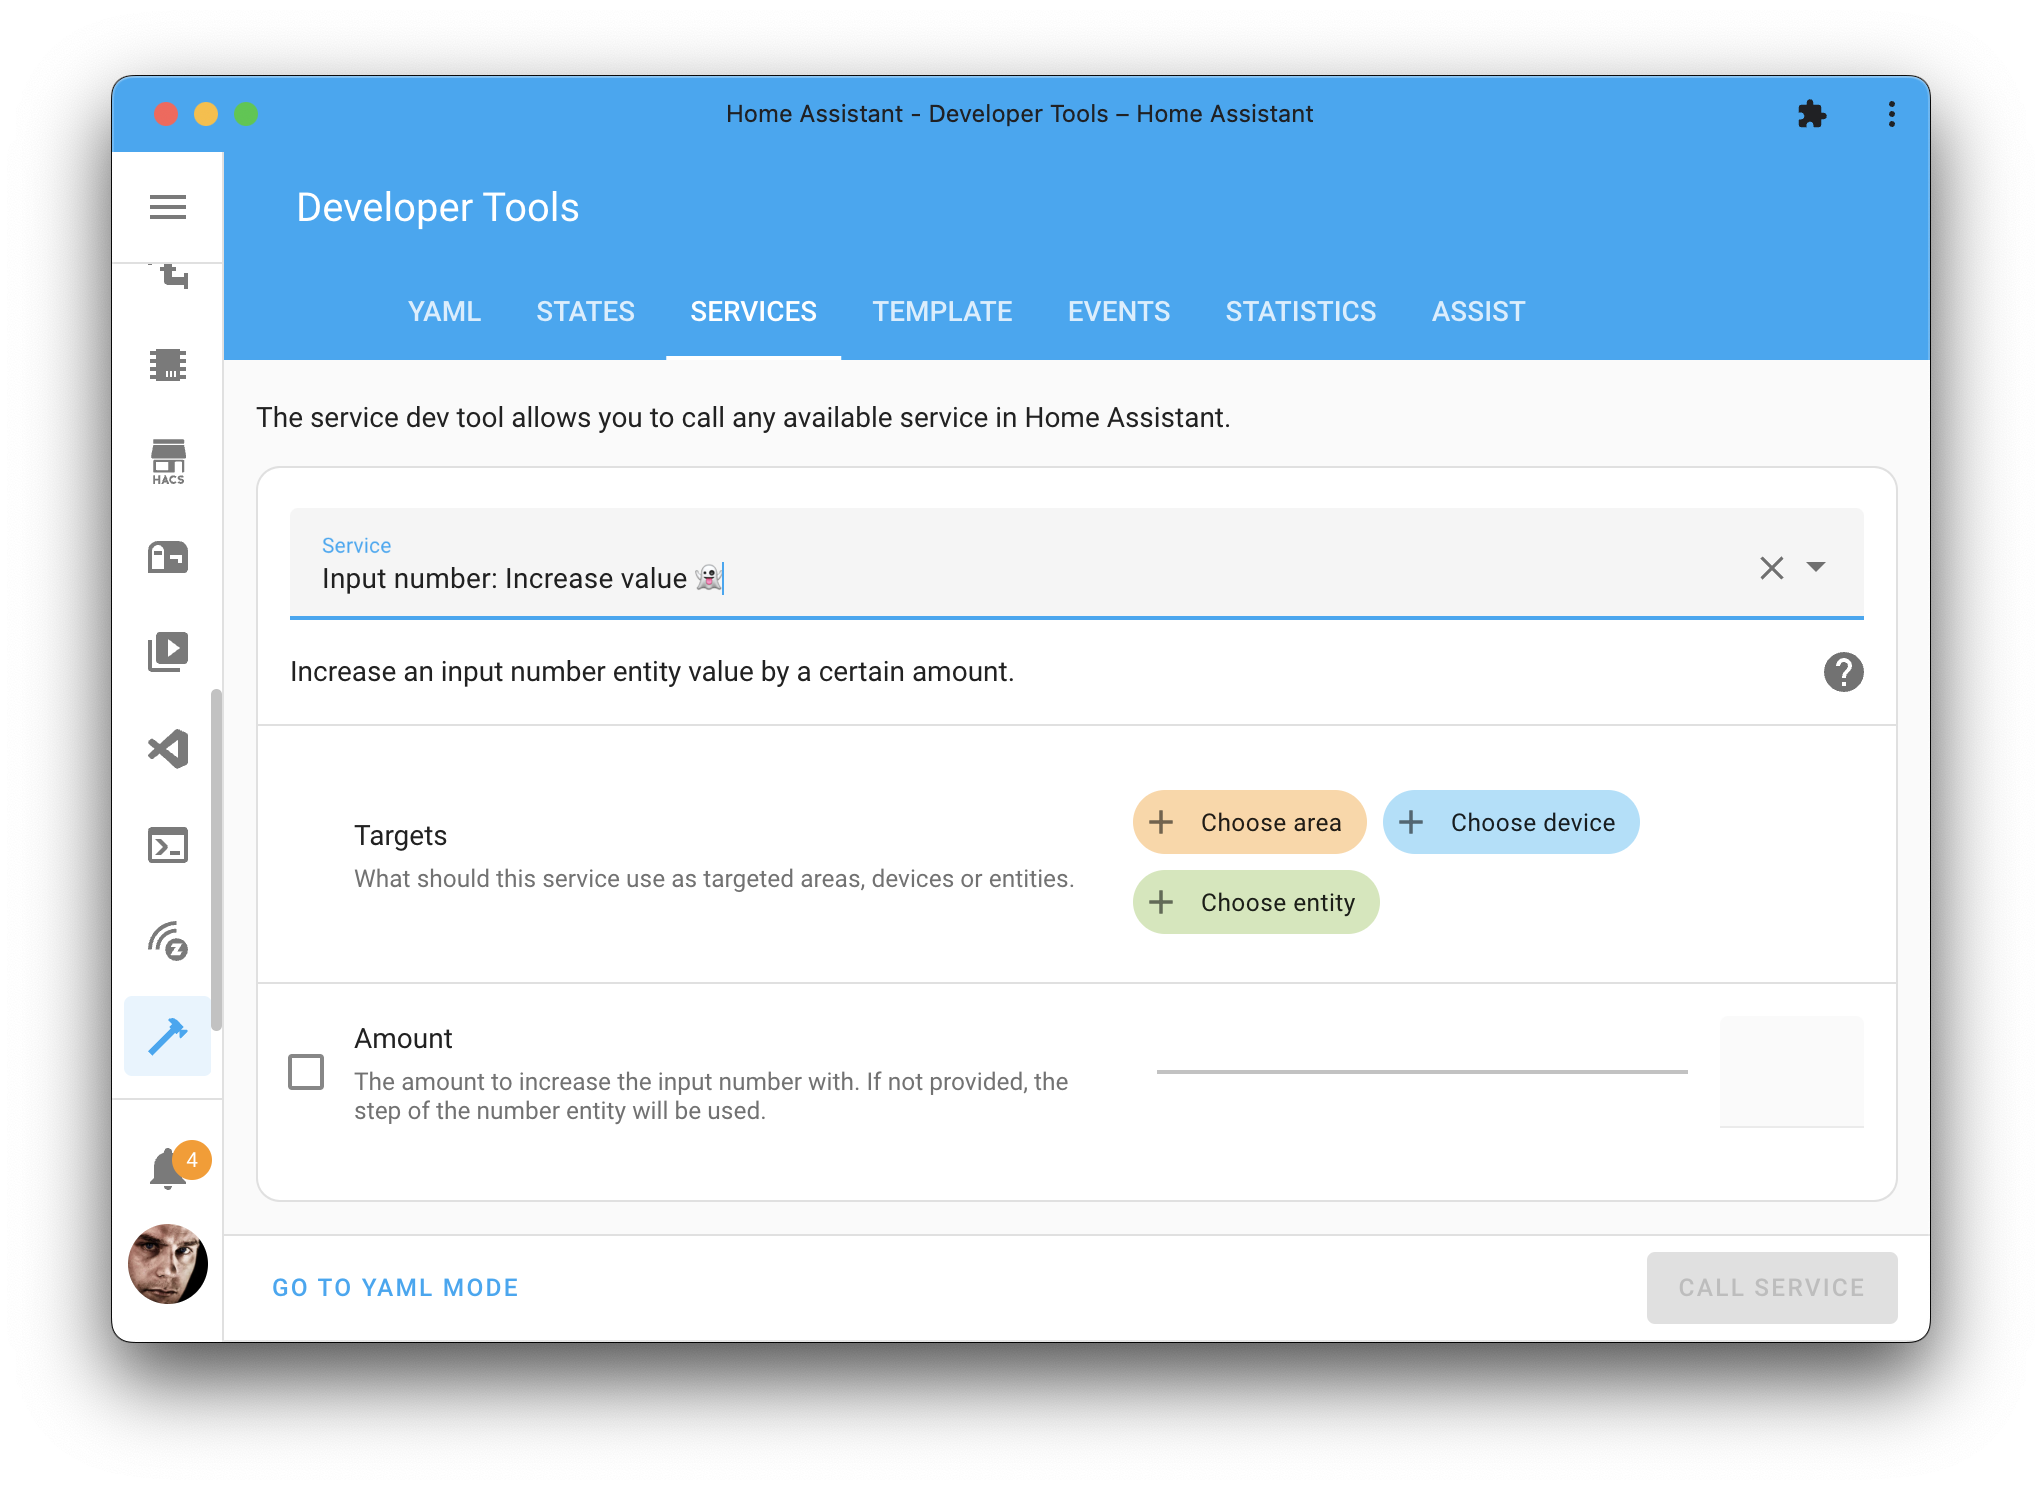 Home Assistant - Developer Tools – Home Assistant
Developer Tools
YAML STATES SERVICES TEMPLATE EVENTS STATISTICS ASSIST
The service dev tool allows you to call any available service in Home Assistant.
HACS
Service
Input number: Increase value 👻
Increase an input number entity value by a certain amount.
Targets
What should this service use as targeted areas, devices or entities.
Choose area
Choose device
Choose entity
Amount
The amount to increase the input number with. If not provided, the
step of the number entity will be used.
4
GO TO YAML MODE
CALL SERVICE